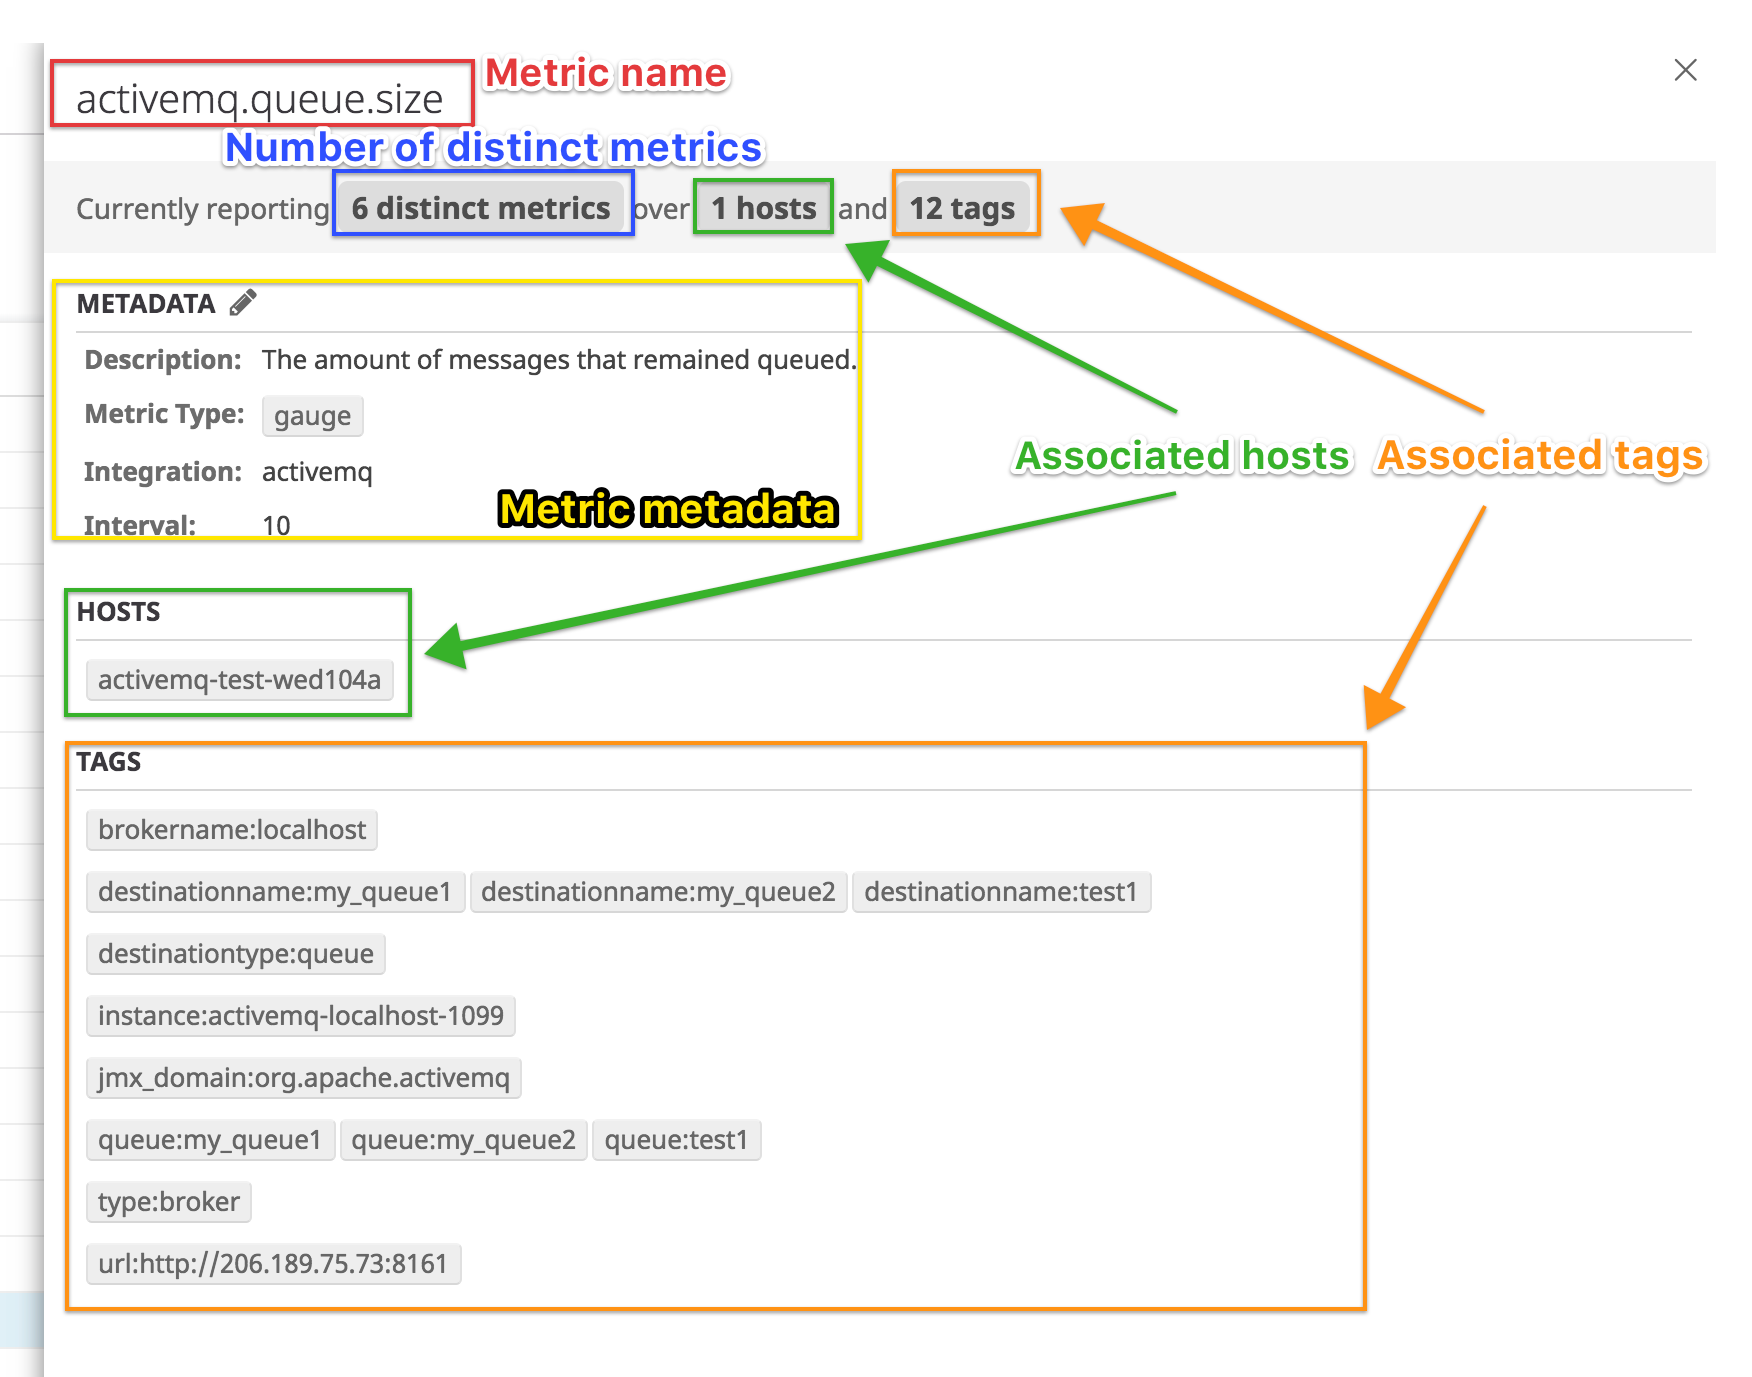 activemq.queue.size Metric name
Number of distinct metrics
Currently reporting 6 distinct metrics over 1 hosts and 12 tags
METADATA
Description: The amount of messages that remained queued.
Metric Type: gauge
Associated hosts Associated tags
Integration: activemq
Metric metadata
Interval: 10
HOSTS
activemq-test-wed104a
TAGS
brokername:localhost
destinationname:my_queue1 destinationname:my_queue2 destinationname:test1
destinationtype:queue
instance:activemq-localhost-1099
jmx_domain:org.apache.activemq
queue:my_queue1 queue:my_queue2 queue:test1
type:broker
url:http://206.189.75.73:8161